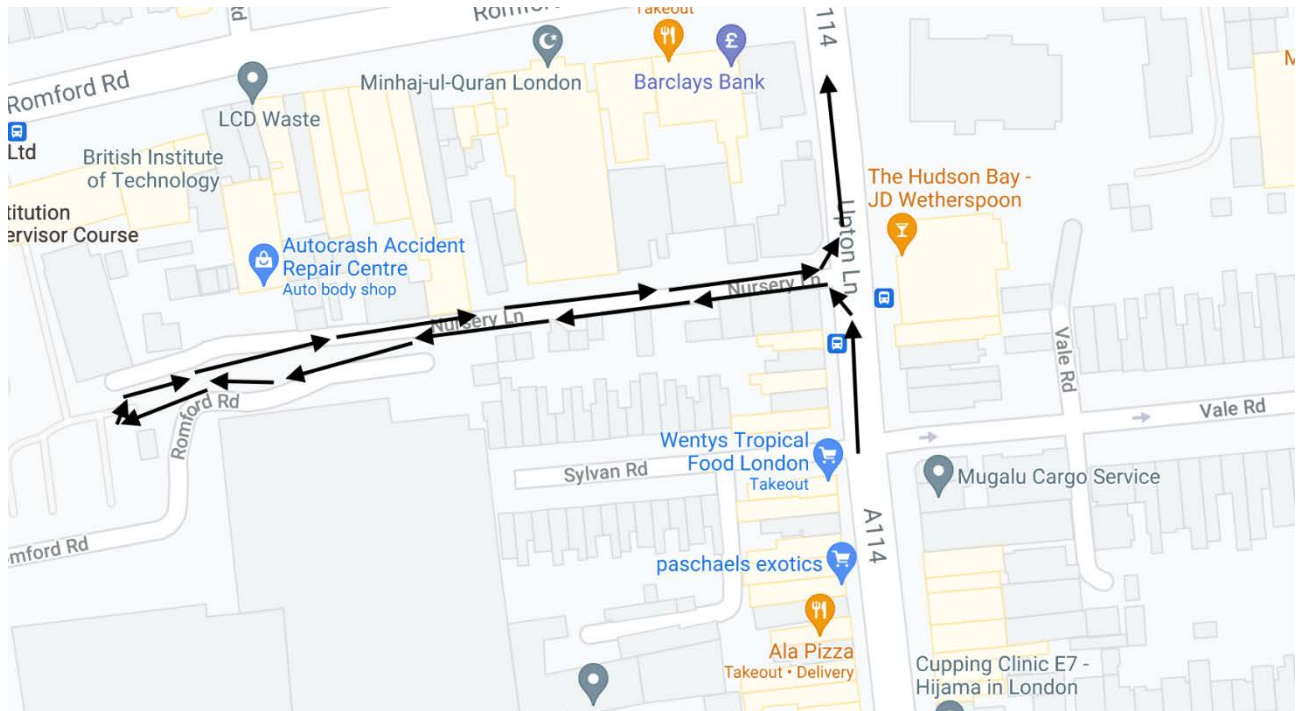 Romford Rd
Romf
Takeout
A114
Minhaj-ul-Quran London
Barclays Bank
LCD Waste
Ltd
British Institute
of Technology
titution
ervisor Course
The Hudson Bay -
JD Wetherspoon
Upton Ln
Autocrash Accident
Repair Centre
Auto body shop
Nursery Ln
Nursery Ln
Vale Rd
Vale Rd
Romford Rd
Wentys Tropical
Food London
Takeout
Sylvan Rd
Mugalu Cargo Service
A114
omford Rd
paschaels exotics
Ala Pizza
Takeout • Delivery
Cupping Clinic E7 -
Hijama in London